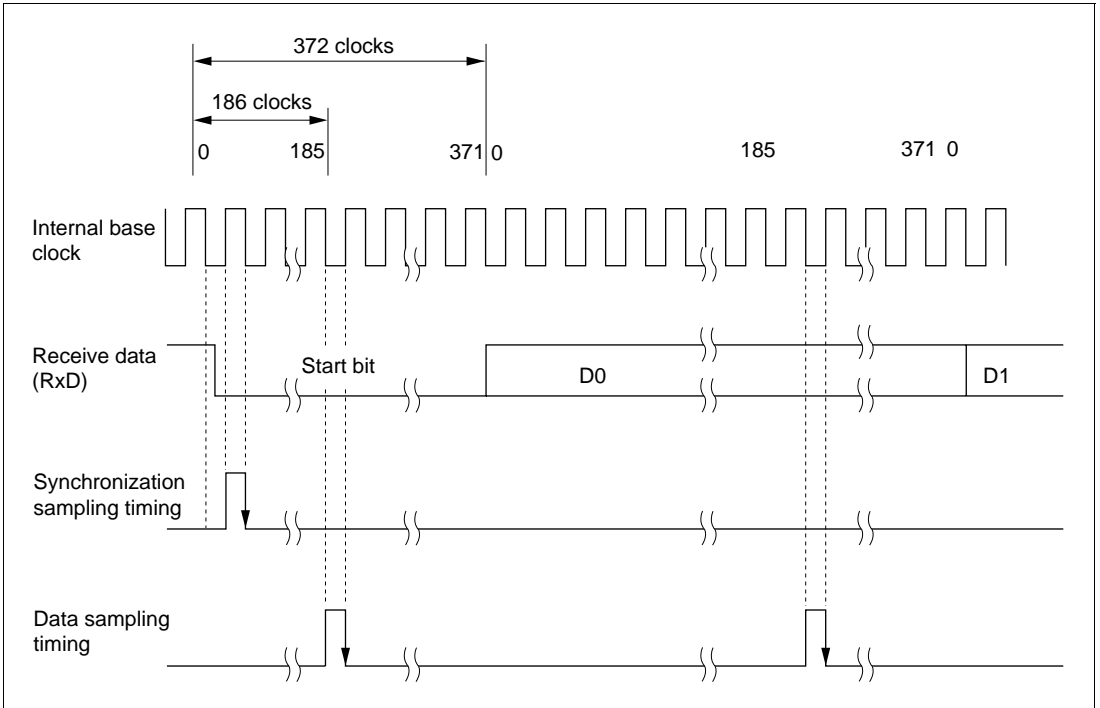 372 clocks
186 clocks
0 185 371 0 185 371 0
Internal base
clock
Receive data
(RxD)
Start bit
D0
D1
Synchronization
sampling timing
Data sampling
timing